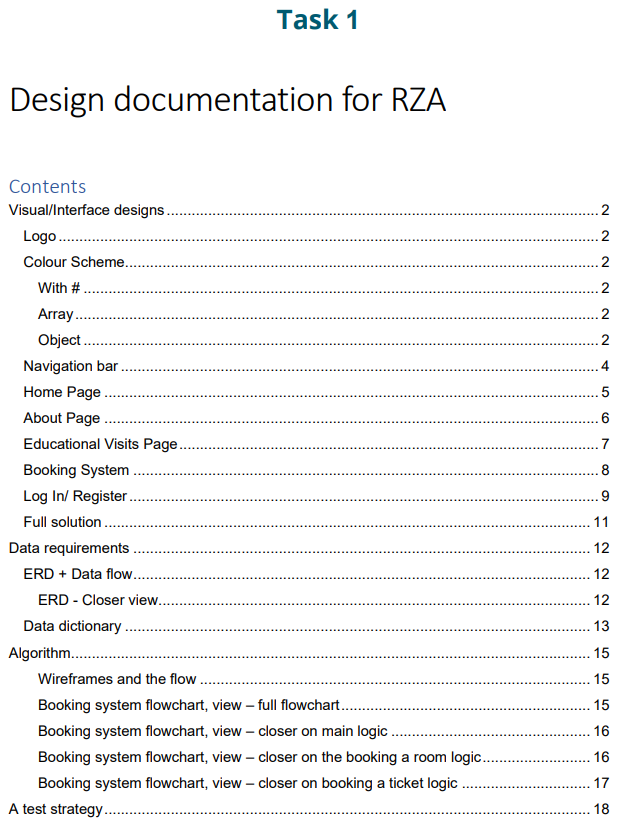 Task 1
Design documentation for RZA
Contents
Visual/Interface designs ........ 2
Logo ........ 2
Colour Scheme ........ 2
With # ........ 2
Array ........ 2
Object ........ 2
Navigation bar ........ 4
Home Page ........ 5
About Page ........ 6
Educational Visits Page ........ 7
Booking System ........ 8
Log In/ Register ........ 9
Full solution ........ 11
Data requirements ........ 12
ERD + Data flow ........ 12
ERD - Closer view ........ 12
Data dictionary ........ 13
Algorithm ........ 15
Wireframes and the flow ........ 15
Booking system flowchart, view – full flowchart ........ 15
Booking system flowchart, view – closer on main logic ........ 16
Booking system flowchart, view – closer on the booking a room logic ........ 16
Booking system flowchart, view – closer on booking a ticket logic ........ 17
A test strategy ........ 18